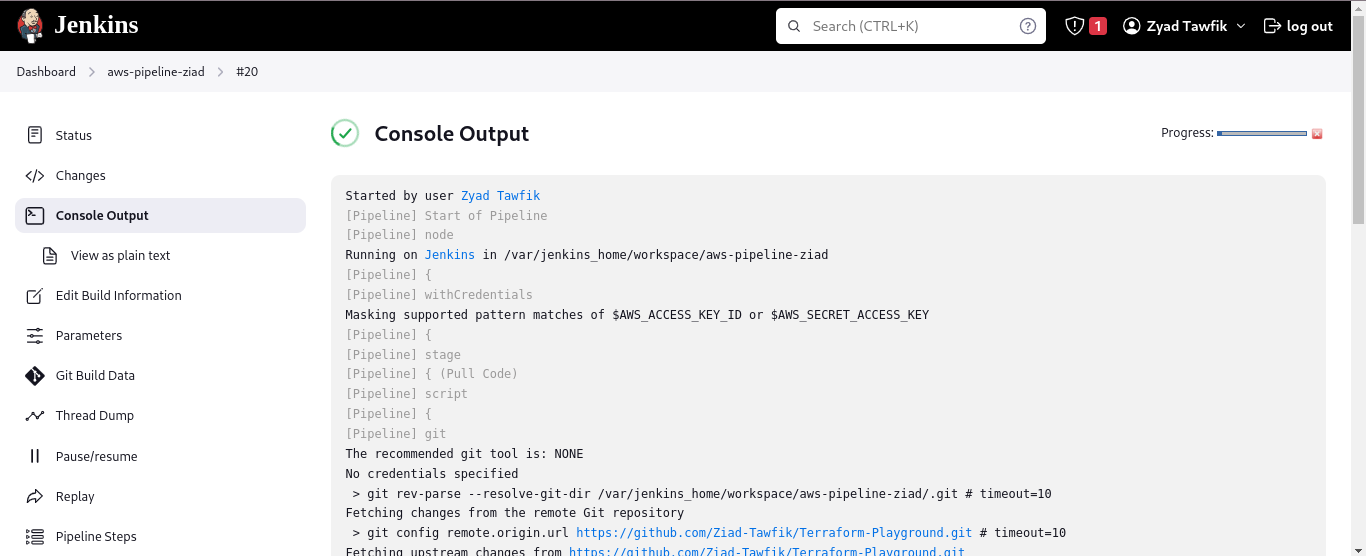 Jenkins
Search (CTRL+K)
1
Zyad Tawfik
log out
Dashboard
aws-pipeline-ziad
#20
Status
Changes
Console Output
View as plain text
Edit Build Information
Parameters
Git Build Data
Thread Dump
Pause/resume
Replay
Pipeline Steps
Console Output
Progress:
Started by user Zyad Tawfik
[Pipeline] Start of Pipeline
[Pipeline] node
Running on Jenkins in /var/jenkins_home/workspace/aws-pipeline-ziad
[Pipeline] {
[Pipeline] withCredentials
Masking supported pattern matches of $AWS_ACCESS_KEY_ID or $AWS_SECRET_ACCESS_KEY
[Pipeline] {
[Pipeline] stage
[Pipeline] { (Pull Code)
[Pipeline] script
[Pipeline] {
[Pipeline] git
The recommended git tool is: NONE
No credentials specified
 > git rev-parse --resolve-git-dir /var/jenkins_home/workspace/aws-pipeline-ziad/.git # timeout=10
Fetching changes from the remote Git repository
 > git config remote.origin.url https://github.com/Ziad-Tawfik/Terraform-Playground.git # timeout=10
Fetching upstream changes from https://github.com/Ziad-Tawfik/Terraform-Playground.git